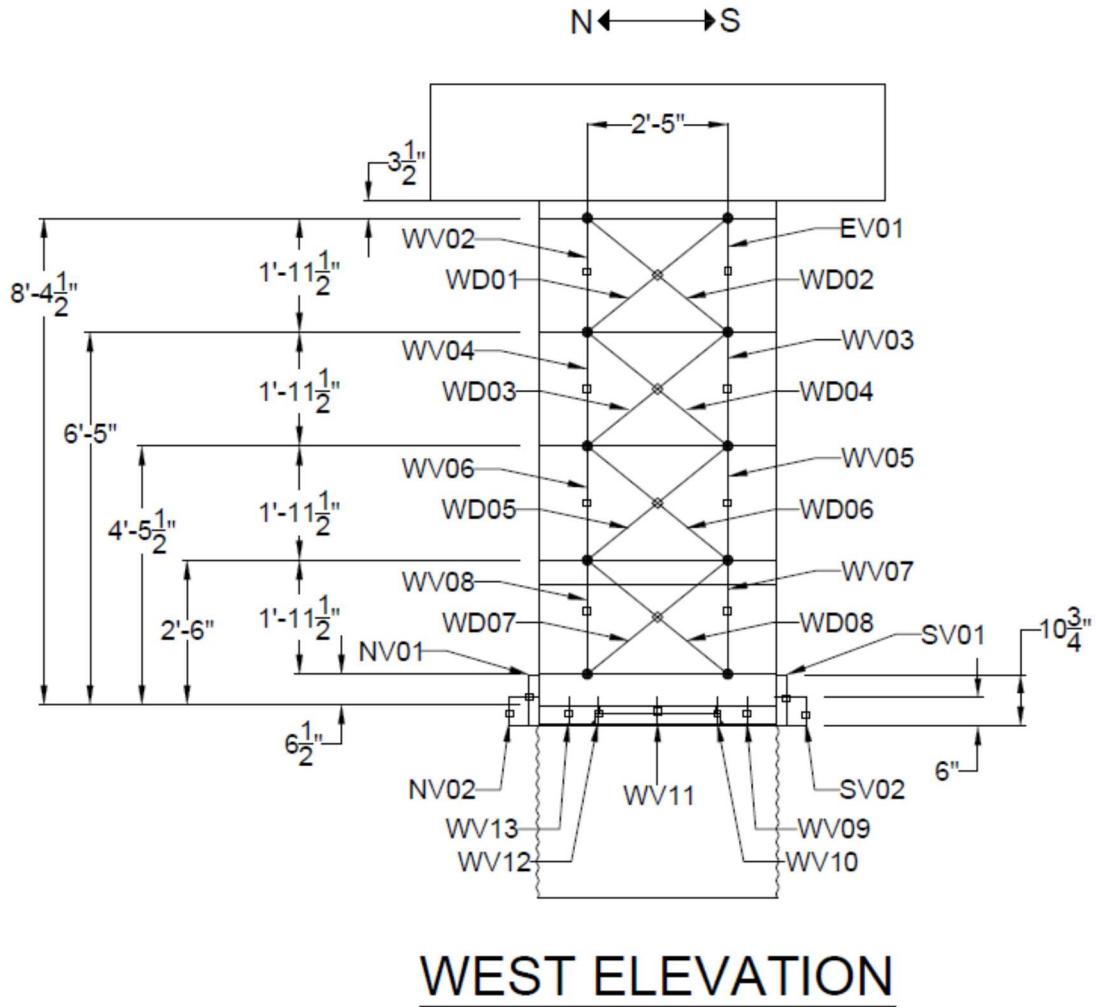 N S
2'-5"
3 1/2"
WV02 EV01
1'-11 1/2"
WD01 WD02
8'-4 1/2"
WV04 WV03
1'-11 1/2"
WD03 WD04
6'-5"
WV06 WV05
1'-11 1/2"
WD05 WD06
4'-5 1/2"
WV08 WV07
1'-11 1/2"
WD07 WD08
2'-6"
NV01 SV01
10 3/4"
6 1/2"
6"
NV02 WV11 SV02
WV13 WV09
WV12 WV10
WEST ELEVATION